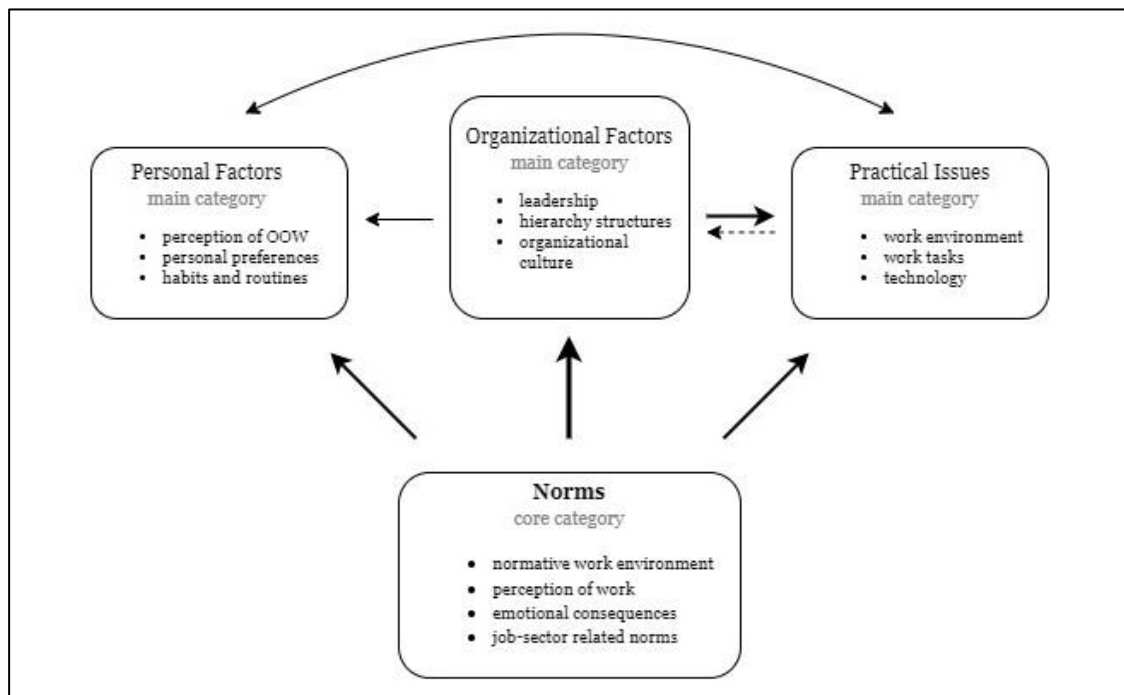 Personal Factors
main category
• perception of OOW
• personal preferences
• habits and routines
Organizational Factors
main category
• leadership
• hierarchy structures
• organizational
culture
Practical Issues
main category
• work environment
• work tasks
• technology
Norms
core category
• normative work environment
• perception of work
• emotional consequences
• job-sector related norms